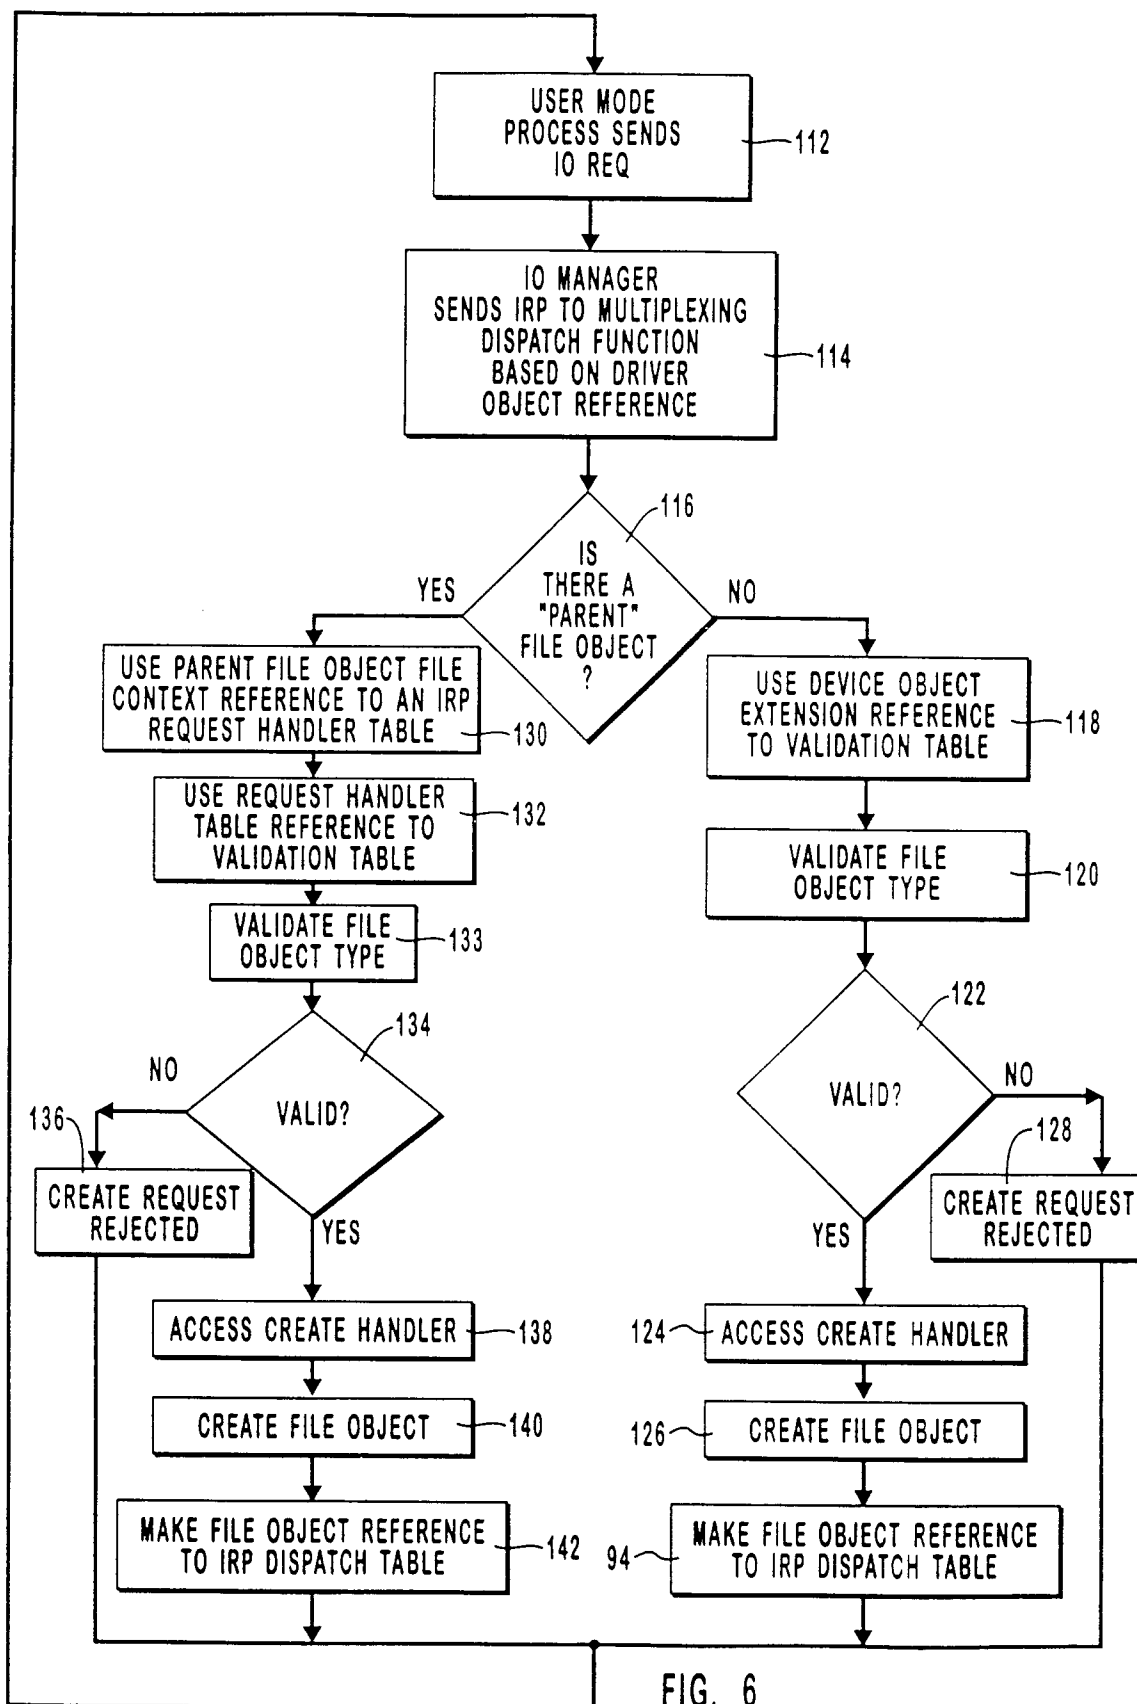 USER MODE
PROCESS SENDS
IO REQ
112
IO MANAGER
SENDS IRP TO MULTIPLEXING
DISPATCH FUNCTION
BASED ON DRIVER
OBJECT REFERENCE
114
116
IS
THERE A
"PARENT"
FILE OBJECT
?
YES
NO
USE PARENT FILE OBJECT FILE
CONTEXT REFERENCE TO AN IRP
REQUEST HANDLER TABLE
130
USE REQUEST HANDLER
TABLE REFERENCE TO
VALIDATION TABLE
132
VALIDATE FILE
OBJECT TYPE
133
134
VALID?
NO
136
CREATE REQUEST
REJECTED
YES
ACCESS CREATE HANDLER
138
CREATE FILE OBJECT
140
MAKE FILE OBJECT REFERENCE
TO IRP DISPATCH TABLE
142
USE DEVICE OBJECT
EXTENSION REFERENCE
TO VALIDATION TABLE
118
VALIDATE FILE
OBJECT TYPE
120
122
VALID?
NO
128
CREATE REQUEST
REJECTED
YES
124
ACCESS CREATE HANDLER
126
CREATE FILE OBJECT
94
MAKE FILE OBJECT REFERENCE
TO IRP DISPATCH TABLE
FIG. 6